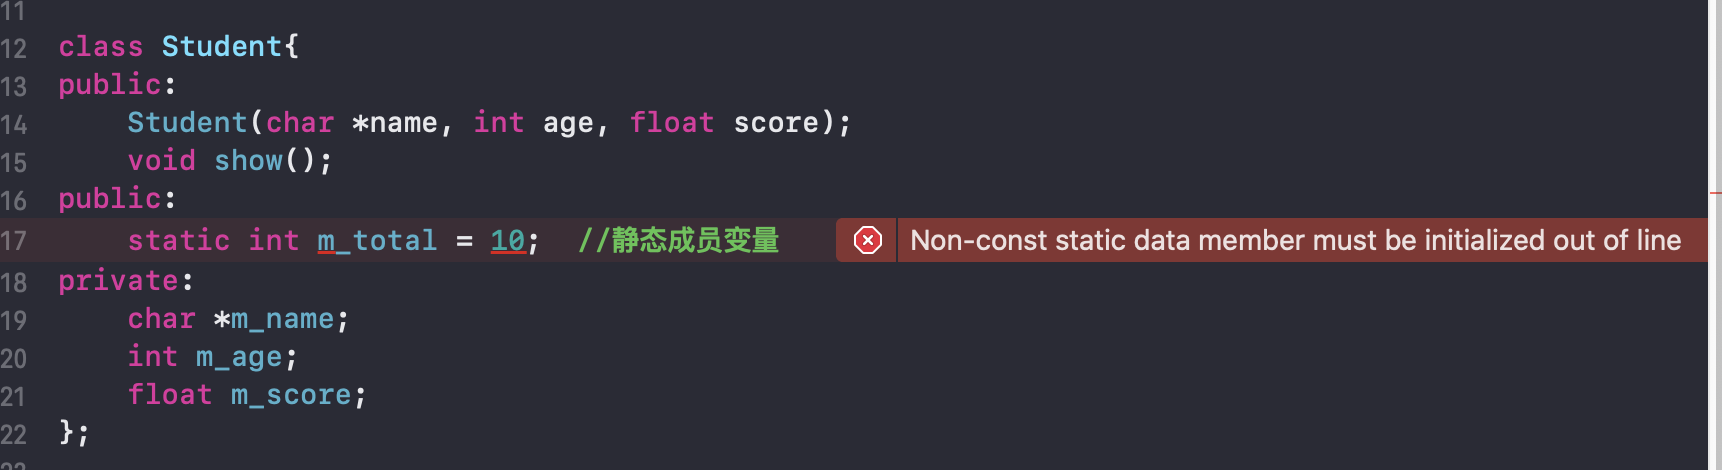 11
12 class Student{
13 public:
14 Student(char *name, int age, float score);
15 void show();
16 public:
17 static int m_total = 10; //静态成员变量 Non-const static data member must be initialized out of line
18 private:
19 char *m_name;
20 int m_age;
21 float m_score;
22 };